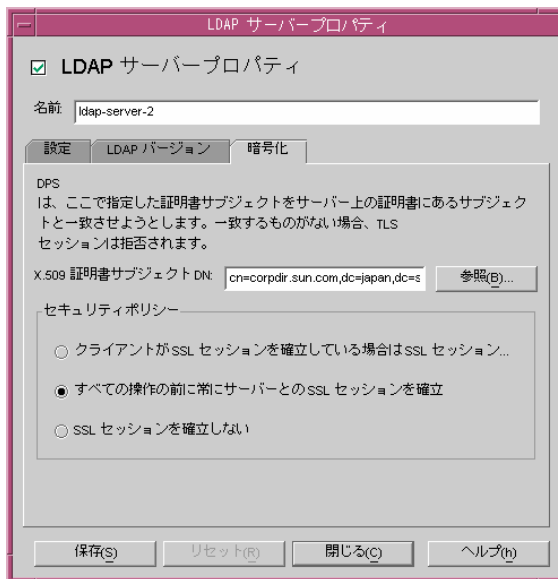 LDAP サーバープロパティ
LDAP サーバープロパティ
名前: ldap-server-2
設定 LDAP バージョン 暗号化
DPS
は、ここで指定した証明書サブジェクトをサーバー上の証明書にあるサブジェク
トと一致させようとします。一致するものがない場合、TLS
セッションは拒否されます。
X.509 証明書サブジェクト DN: cn=corpdir.sun.com,dc=japan,dc=s 参照(B)...
セキュリティポリシー
クライアントがSSL セッションを確立している場合はSSL セッション...
すべての操作の前に常にサーバーとのSSL セッションを確立
SSL セッションを確立しない
保存(S) リセット(R) 閉じる(C) ヘルプ(h)